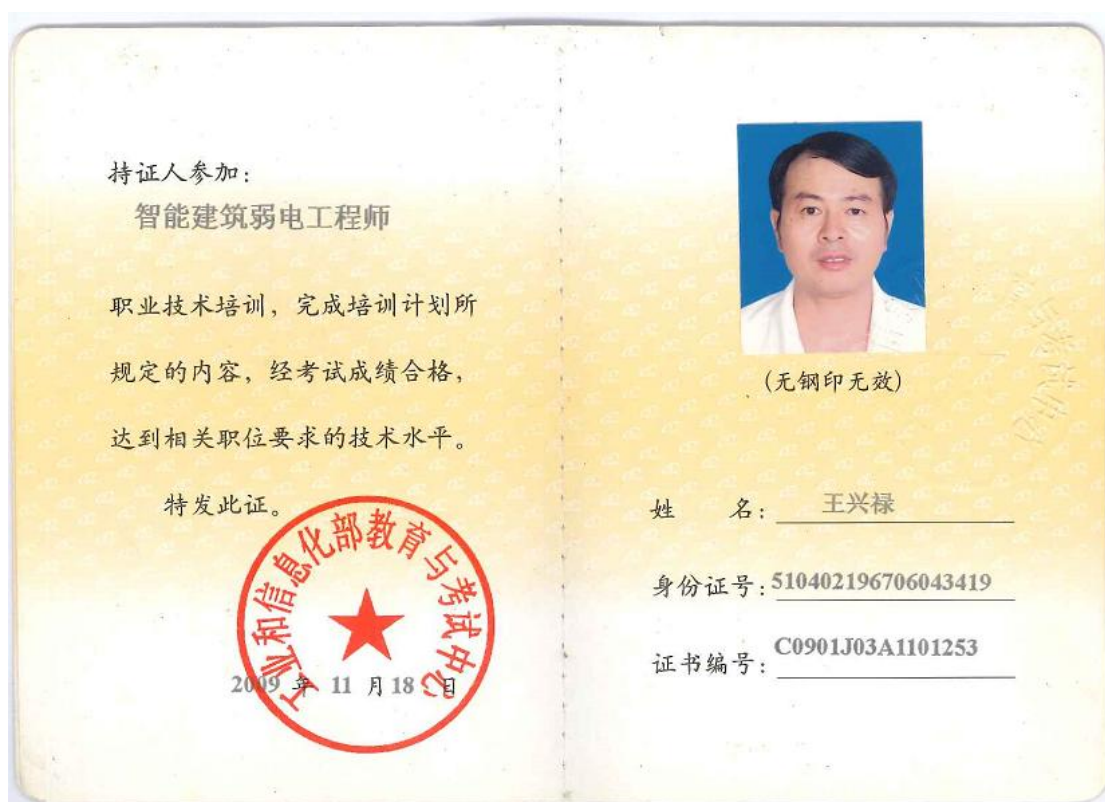 持证人参加：
智能建筑弱电工程师
职业技术培训，完成培训计划所
规定的内容，经考试成绩合格，
达到相关职位要求的技术水平。
特发此证。
工业和信息化部教育与考试中心
2009 年 11 月 18 日
(无钢印无效)
姓 名：王兴禄
身份证号：510402196706043419
证书编号：C0901J03A1101253